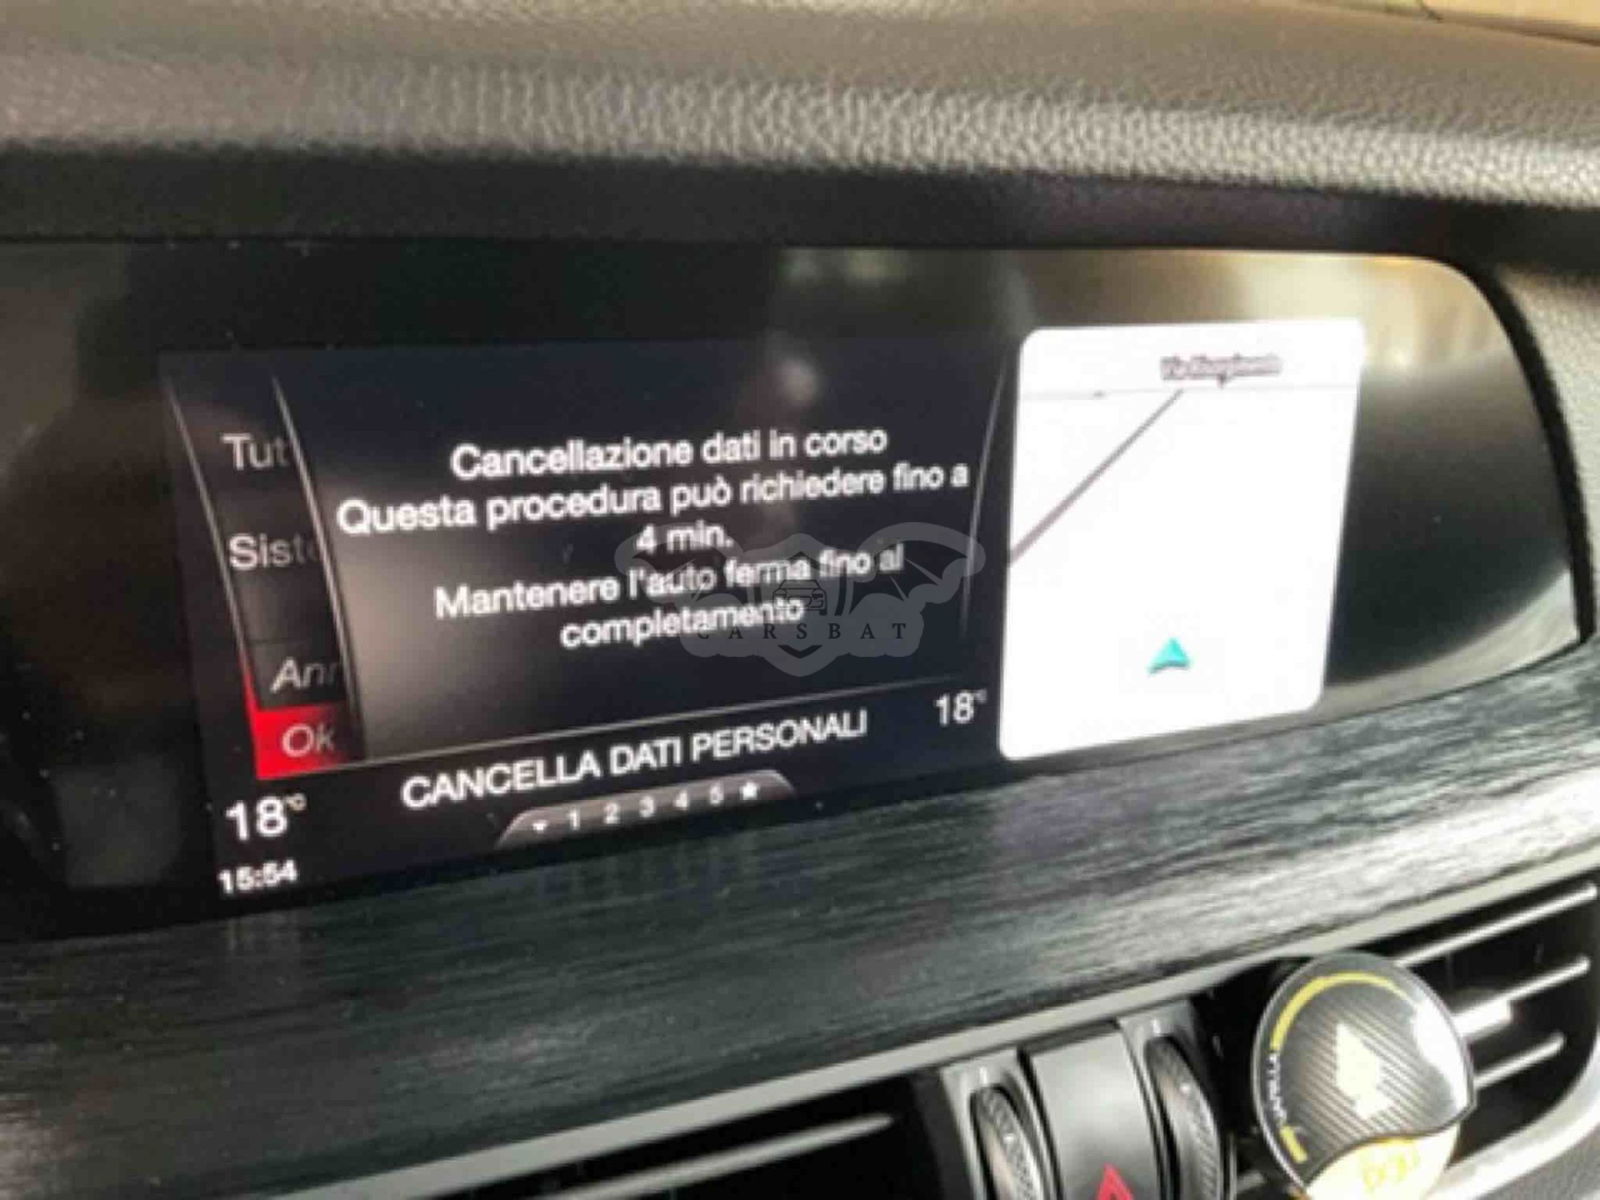 Tut
Cancellazione dati in corso
Questa procedura può richiedere fino a
4 min.
Sist
Mantenere l'auto ferma fino al
completamento
CARSBAT
Ann
Ok
CANCELLA DATI PERSONALI
18°
18°C
1 2 3 4 5
15:54